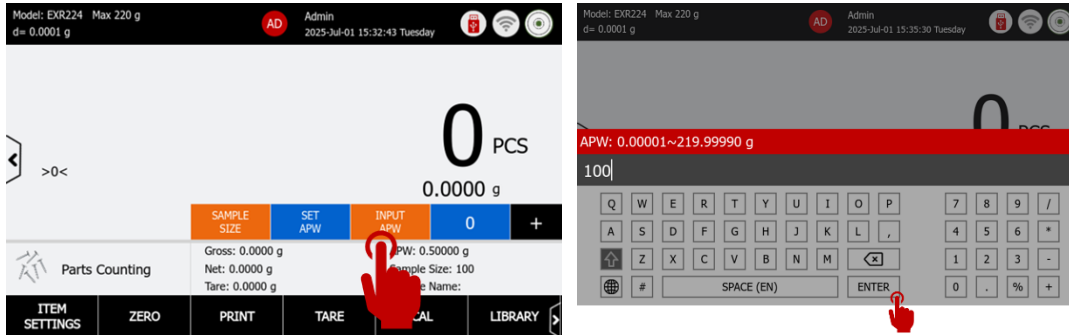 Model: EXR224 Max 220 g
d= 0.0001 g
AD
Admin
2025-Jul-01 15:32:43 Tuesday
0 PCS
>0<
0.0000 g
SAMPLE SIZE
SET APW
INPUT APW
0
+
Parts Counting
Gross: 0.0000 g
Net: 0.0000 g
Tare: 0.0000 g
APW: 0.50000 g
Sample Size: 100
Name:
ITEM SETTINGS
ZERO
PRINT
TARE
CAL
LIBRARY
Model: EXR224 Max 220 g
d= 0.0001 g
AD
Admin
2025-Jul-01 15:35:30 Tuesday
0
APW: 0.00001~219.99990 g
100
Q W E R T Y U I O P 7 8 9 /
A S D F G H J K L , 4 5 6 *
Z X C V B N M 1 2 3 -
# SPACE (EN) ENTER 0 . % +